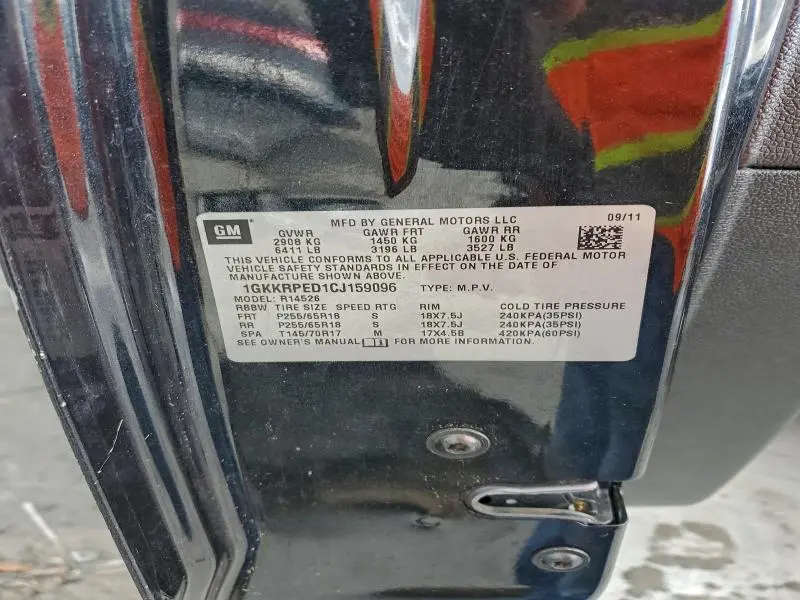 GM MFD BY GENERAL MOTORS LLC 09/11
GVWR GAWR FRT GAWR RR
2908 KG 1450 KG 1600 KG
6411 LB 3196 LB 3527 LB
THIS VEHICLE CONFORMS TO ALL APPLICABLE U.S. FEDERAL MOTOR
VEHICLE SAFETY STANDARDS IN EFFECT ON THE DATE OF
MANUFACTURE SHOWN ABOVE.
1GKKRPED1CJ159096 TYPE: M.P.V.
MODEL: R14526
RBBW TIRE SIZE SPEED RTG RIM COLD TIRE PRESSURE
FRT P255/65R18 S 18X7.5J 240KPA(35PSI)
RR P255/65R18 S 18X7.5J 240KPA(35PSI)
SPA T145/70R17 M 17X4.5B 420KPA(60PSI)
SEE OWNER'S MANUAL FOR MORE INFORMATION.